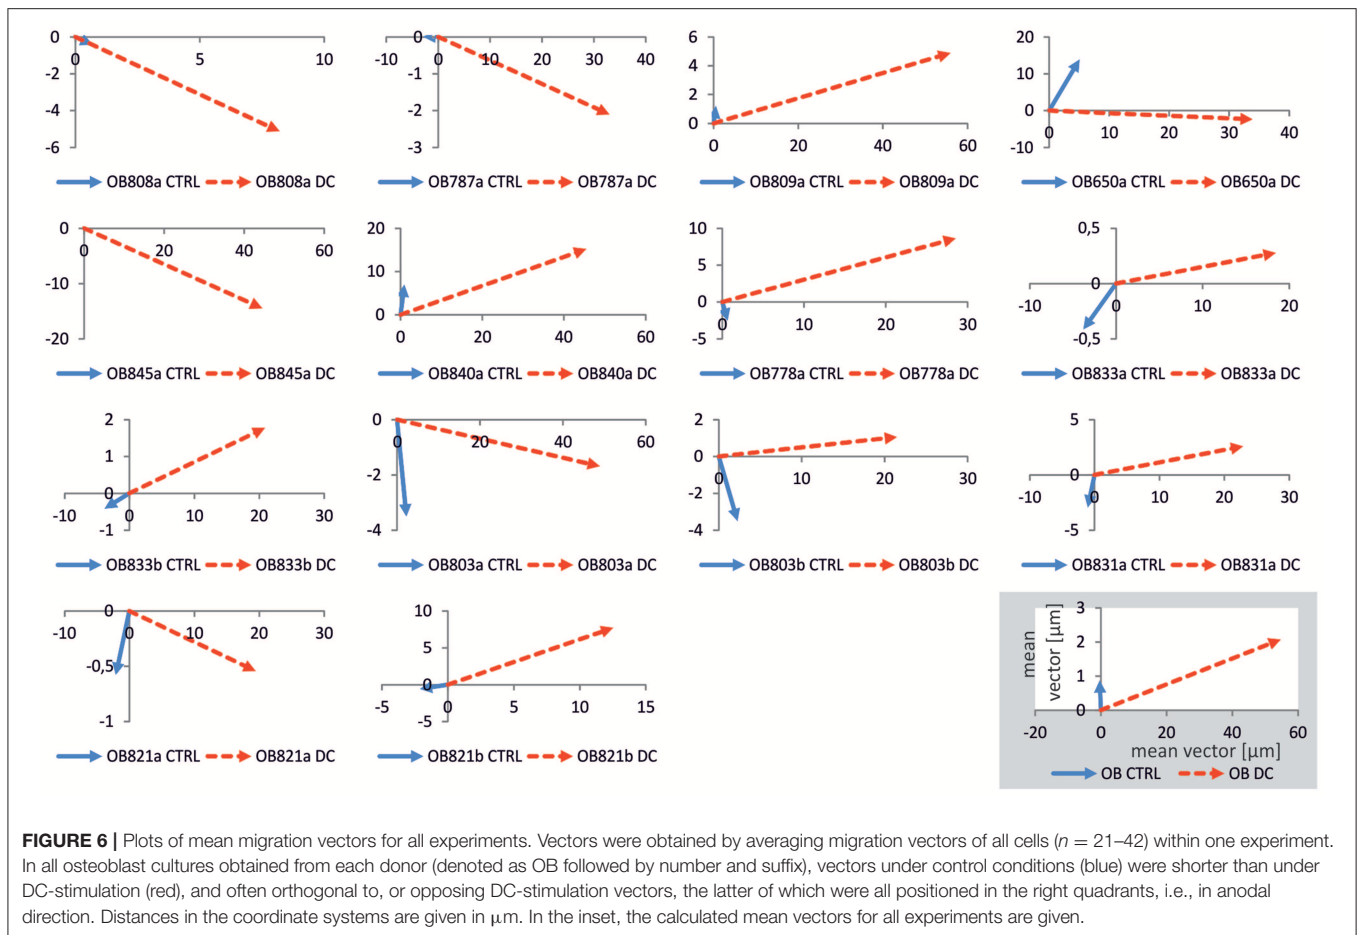 0
-2
-4
-6
0
5
10
OB808a CTRL OB808a DC
0
-1
-2
-3
-10 0 10 20 30 40
OB787a CTRL OB787a DC
6
4
2
0
0 20 40 60
OB809a CTRL OB809a DC
20
10
0
-10
0 10 20 30 40
OB650a CTRL OB650a DC
0
-10
-20
0 20 40 60
OB845a CTRL OB845a DC
20
10
0
0 20 40 60
OB840a CTRL OB840a DC
10
5
0
-5
0 10 20 30
OB778a CTRL OB778a DC
0,5
0
-0,5
-10 0 10 20
OB833a CTRL OB833a DC
2
1
0
-1
-10 0 10 20 30
OB833b CTRL OB833b DC
0
-2
-4
0 20 40 60
OB803a CTRL OB803a DC
2
0
-2
-4
0 10 20 30
OB803b CTRL OB803b DC
5
0
-5
-10 0 10 20 30
OB831a CTRL OB831a DC
0
-0,5
-1
-10 0 10 20 30
OB821a CTRL OB821a DC
10
5
0
-5
-5 0 5 10 15
OB821b CTRL OB821b DC
mean
vector [µm]
3
2
1
0
-20 0 20 40 60
mean vector [µm]
OB CTRL OB DC
FIGURE 6 | Plots of mean migration vectors for all experiments. Vectors were obtained by averaging migration vectors of all cells (n = 21–42) within one experiment.
In all osteoblast cultures obtained from each donor (denoted as OB followed by number and suffix), vectors under control conditions (blue) were shorter than under
DC-stimulation (red), and often orthogonal to, or opposing DC-stimulation vectors, the latter of which were all positioned in the right quadrants, i.e., in anodal
direction. Distances in the coordinate systems are given in µm. In the inset, the calculated mean vectors for all experiments are given.